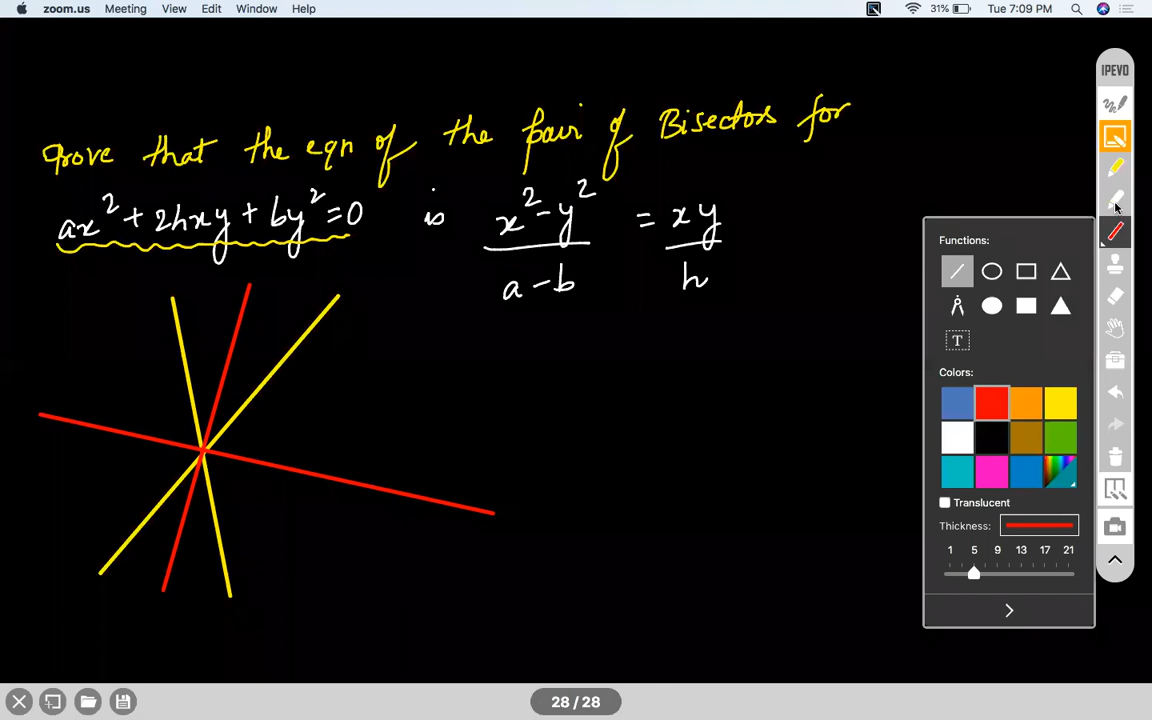 zoom.us Meeting View Edit Window Help 31% Tue 7:09 PM
IPEVO
Prove that the eqn of the pair of Bisectors for
ax² + 2hxy + by² = 0 is x² - y² / a - b = xy / h
Functions:
T
Colors:
Translucent
Thickness:
1 5 9 13 17 21
28 / 28